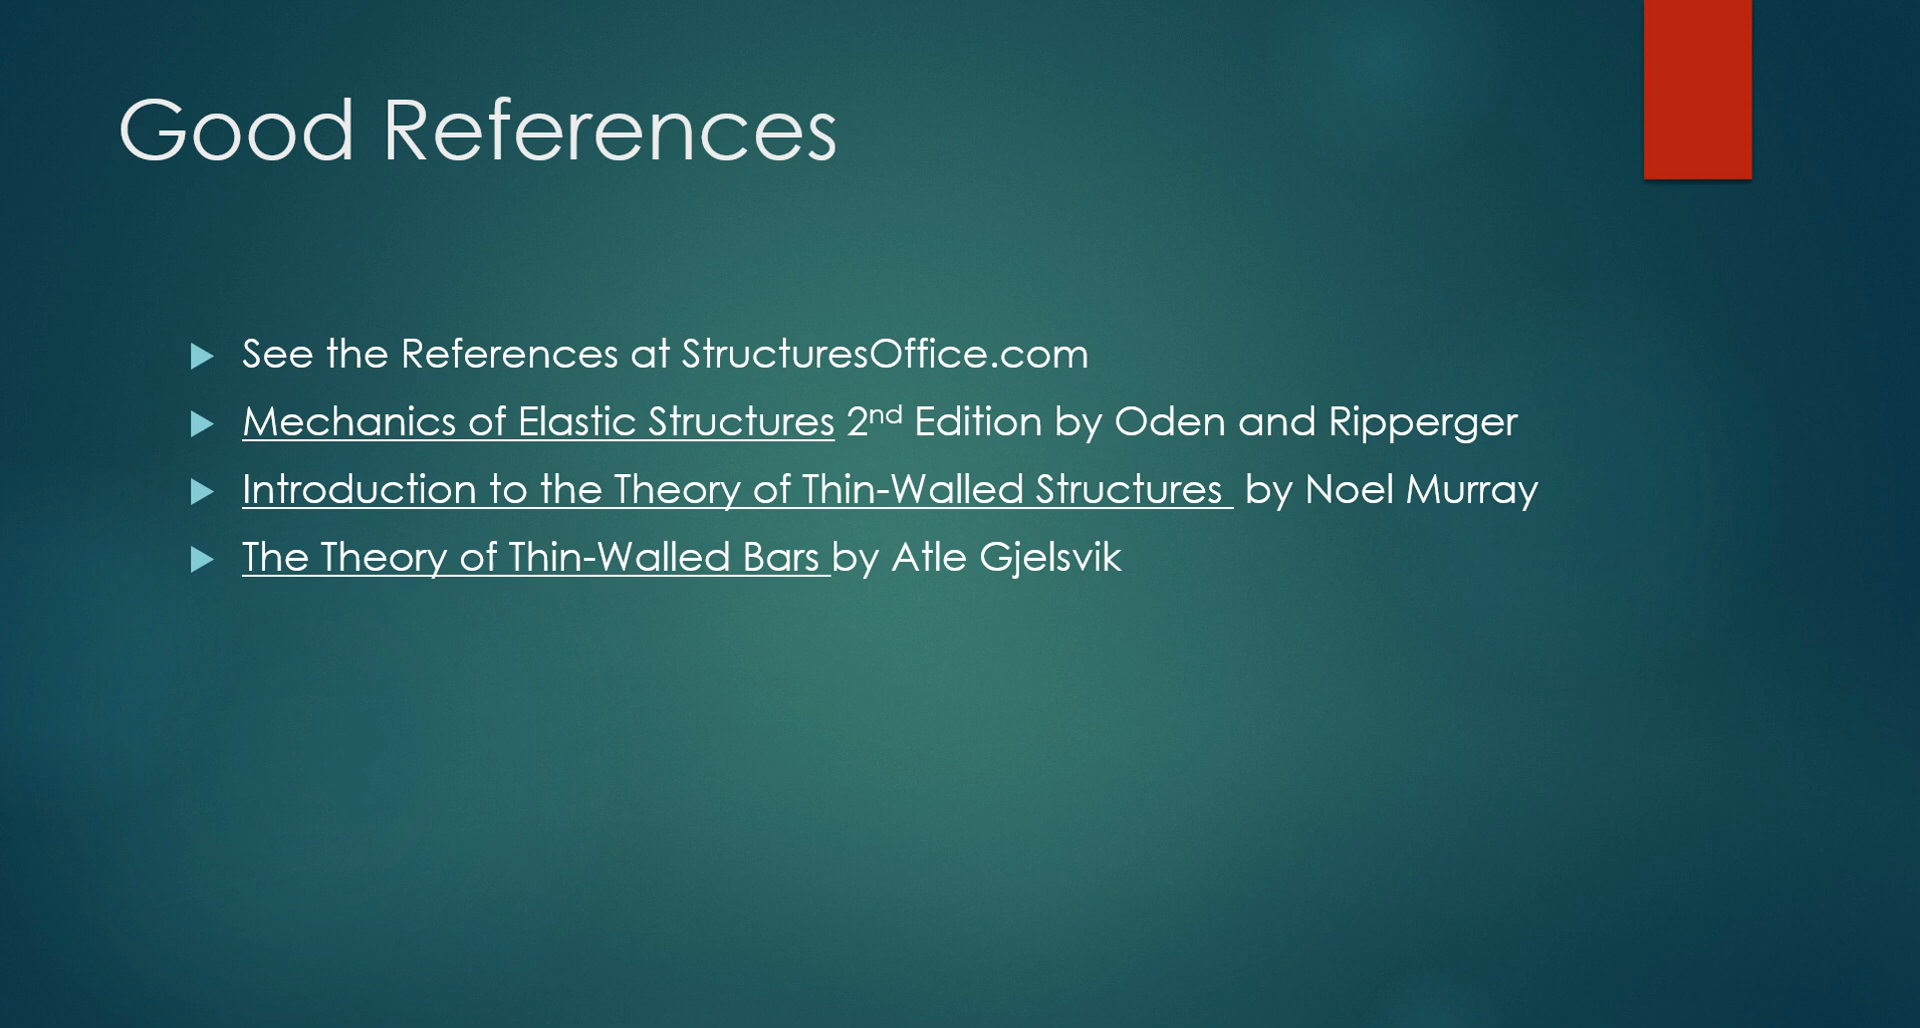 Good References
See the References at StructuresOffice.com
Mechanics of Elastic Structures 2nd Edition by Oden and Ripperger
Introduction to the Theory of Thin-Walled Structures  by Noel Murray
The Theory of Thin-Walled Bars by Atle Gjelsvik